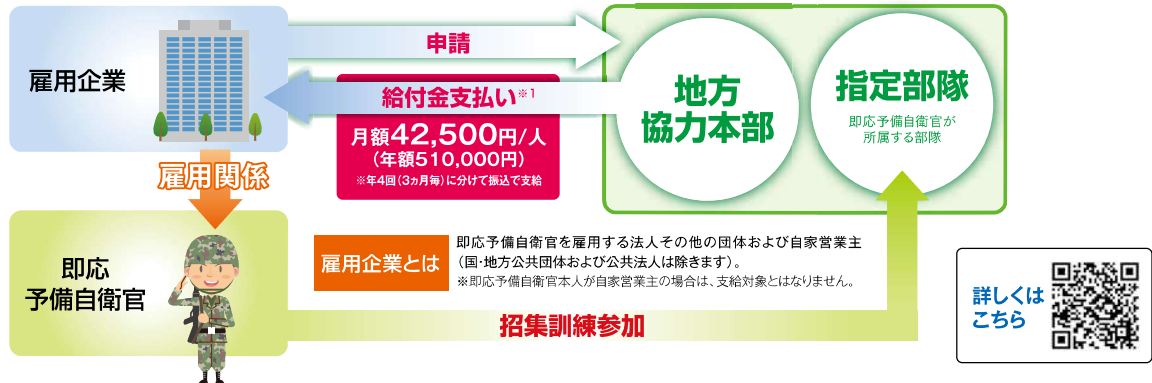 雇用企業
申請
給付金支払い※1
月額42,500円/人
(年額510,000円)
※年4回(3ヵ月毎)に分けて振込で支給
地方
協力本部
指定部隊
即応予備自衛官が
所属する部隊
雇用関係
即応
予備自衛官
雇用企業とは
即応予備自衛官を雇用する法人その他の団体および自家営業主
(国・地方公共団体および公共法人は除きます)。
※即応予備自衛官本人が自家営業主の場合は、支給対象とはなりません。
招集訓練参加
詳しくは
こちら